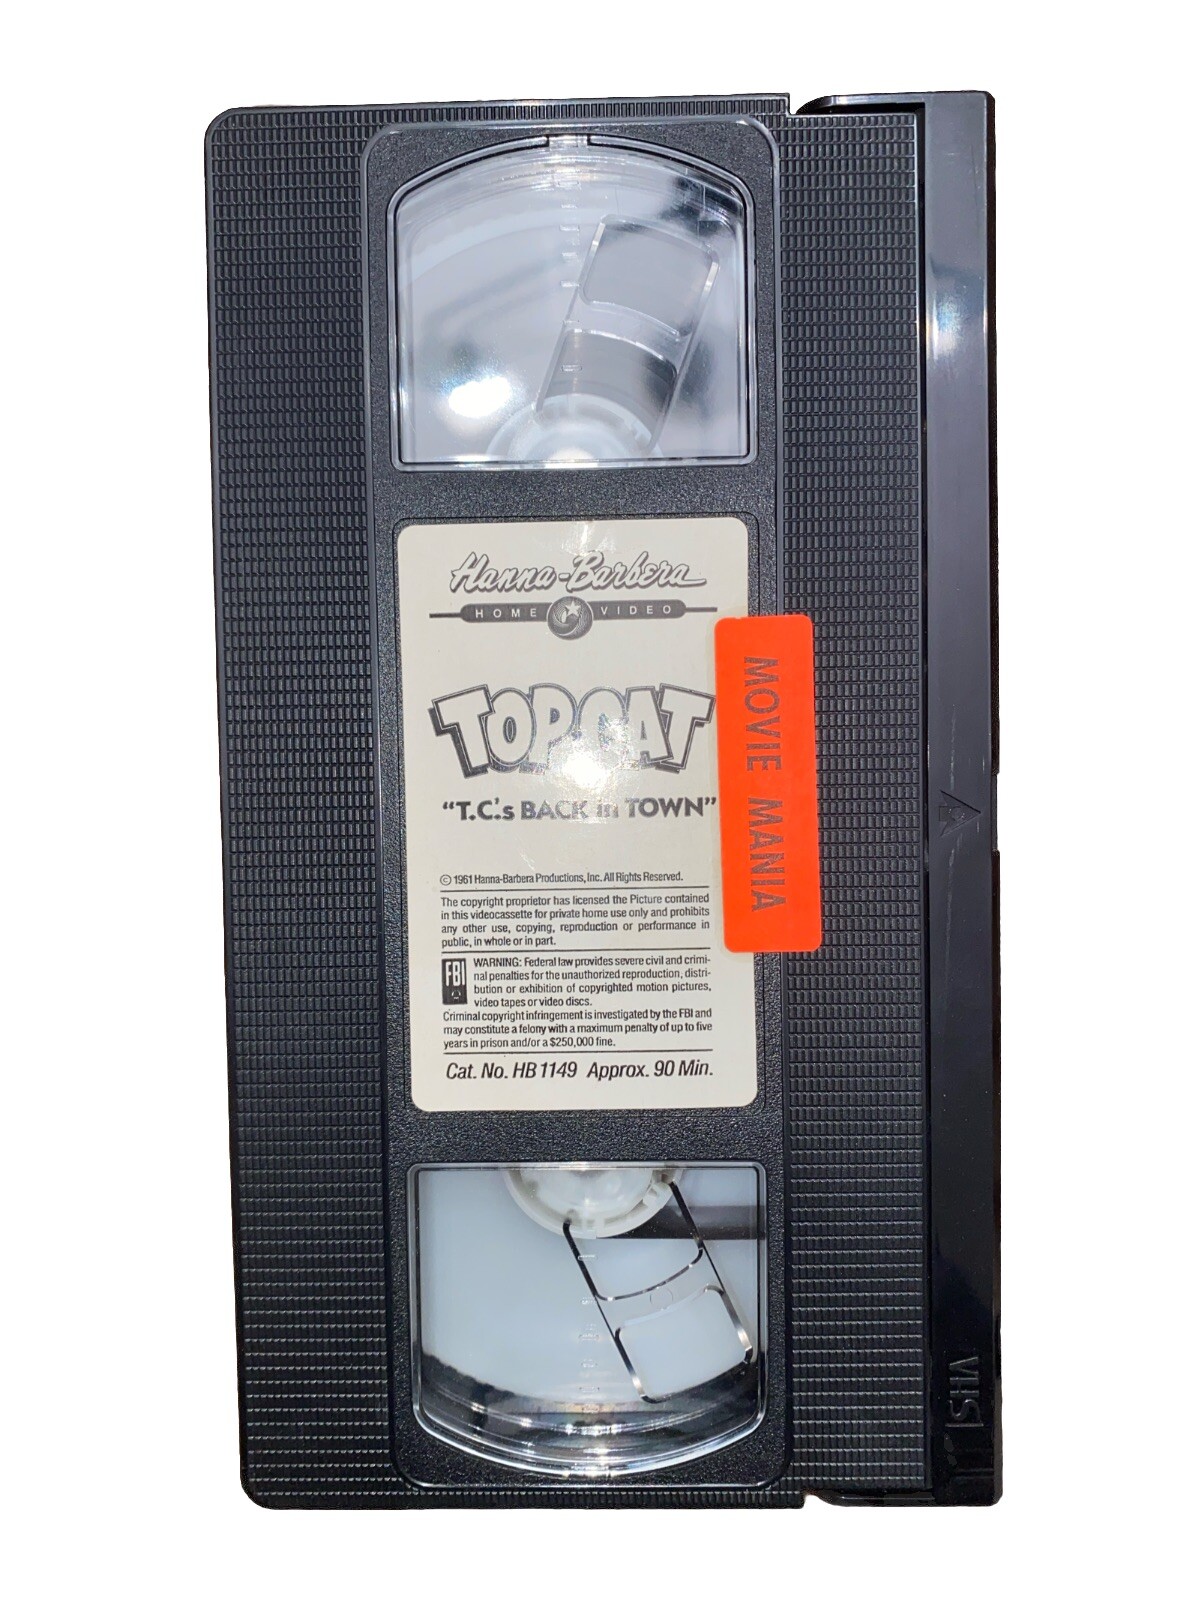 Hanna-Barbera
HOME VIDEO
TOP CAT
"T.C.'s BACK in TOWN"
© 1961 Hanna-Barbera Productions, Inc. All Rights Reserved.
The copyright proprietor has licensed the Picture contained
in this videocassette for private home use only and prohibits
any other use, copying, reproduction or performance in
public, in whole or in part.
FBI
WARNING: Federal law provides severe civil and crimi-
nal penalties for the unauthorized reproduction, distri-
bution or exhibition of copyrighted motion pictures,
video tapes or video discs.
Criminal copyright infringement is investigated by the FBI and
may constitute a felony with a maximum penalty of up to five
years in prison and/or a $250,000 fine.
Cat. No. HB 1149 Approx. 90 Min.
MOVIE MANIA
VHS